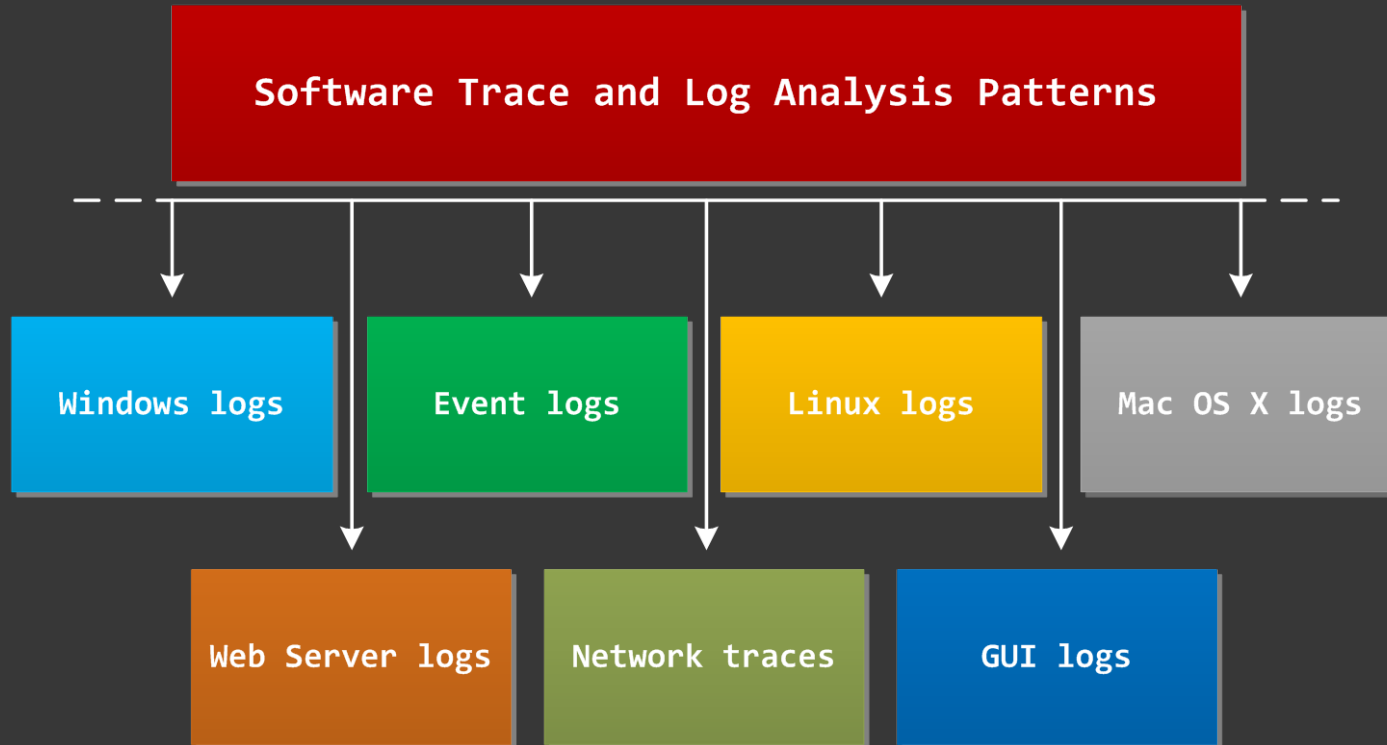 Software Trace and Log Analysis Patterns
Windows logs
Event logs
Linux logs
Mac OS X logs
Web Server logs
Network traces
GUI logs